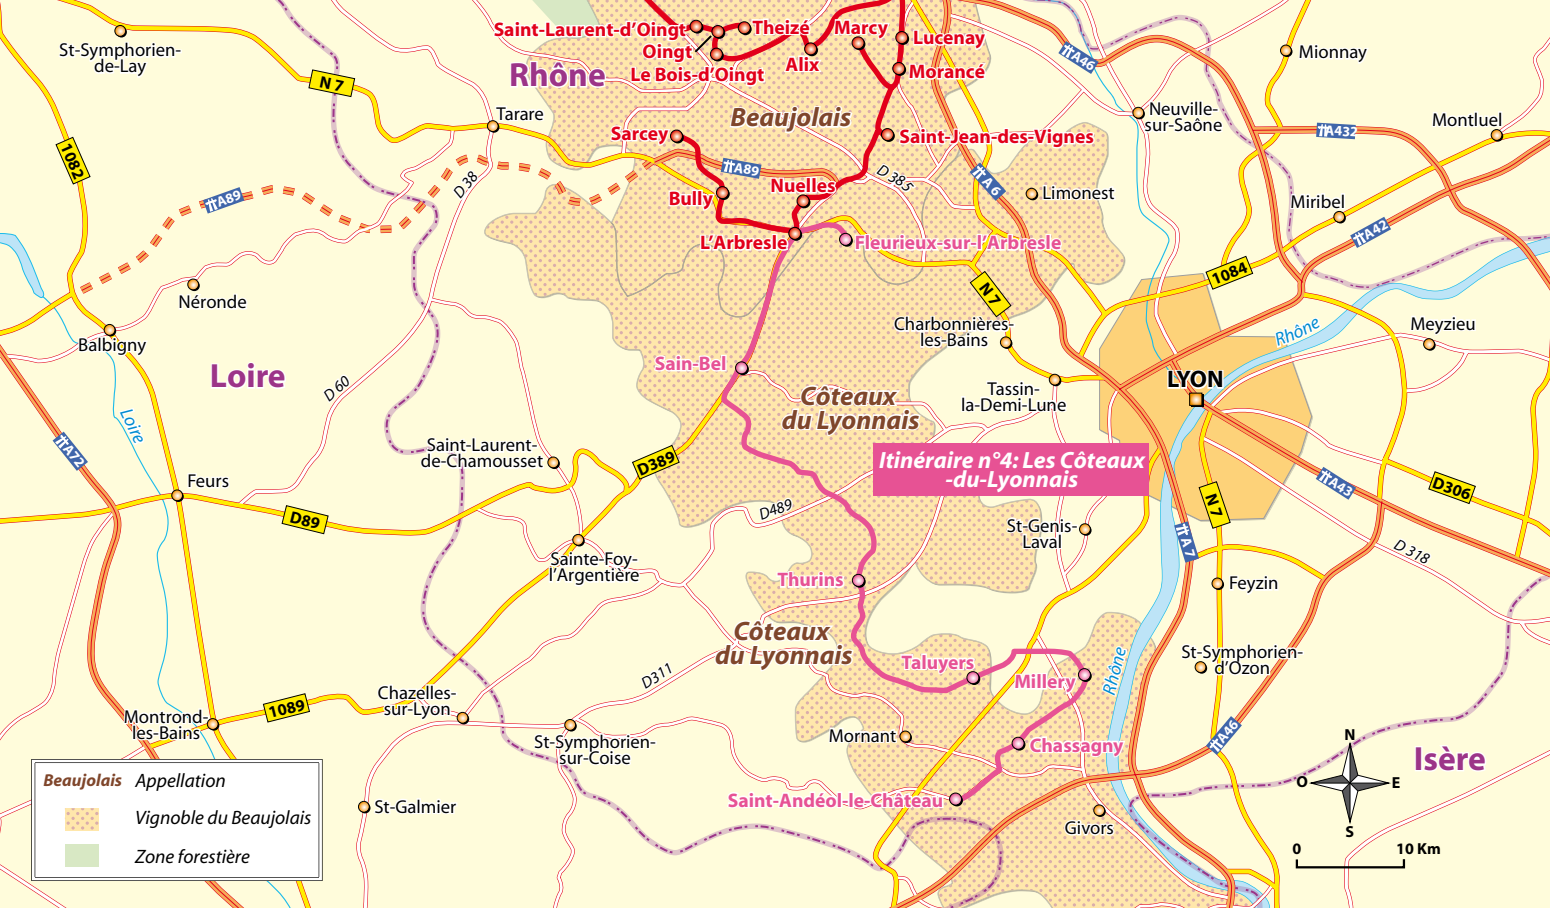 Saint-Laurent-d'Oingt
Theizé
Marcy
Lucenay
Oingt
Le Bois-d'Oingt
Alix
Morancé
St-Symphorien-
de-Lay
N 7
Rhône
A46
Mionnay
Tarare
Beaujolais
Neuville-
sur-Saône
Montluel
A432
Sarcey
Saint-Jean-des-Vignes
1082
A89
D 38
A89
D 385
A 6
Bully
Nuelles
Limonest
Miribel
A42
L'Arbresle
Fleurieux-sur-l'Arbresle
1084
Néronde
N 7
Balbigny
Charbonnières-
les-Bains
Rhône
Meyzieu
Loire
D 60
Sain-Bel
LYON
Tassin-
la-Demi-Lune
Côteaux
du Lyonnais
Loire
A72
Saint-Laurent-
de-Chamousset
D389
Itinéraire n°4: Les Côteaux
-du-Lyonnais
A43
D306
Feurs
D89
D489
N 7
St-Genis-
Laval
A 7
D 318
Sainte-Foy-
l'Argentière
Thurins
Feyzin
Côteaux
du Lyonnais
D311
Taluyers
Millery
Rhône
St-Symphorien-
d'Ozon
Chazelles-
sur-Lyon
1089
Montrond-
les-Bains
St-Symphorien-
sur-Coise
Mornant
Chassagny
A46
Isère
N
O
E
S
Beaujolais Appellation
Vignoble du Beaujolais
Zone forestière
St-Galmier
Saint-Andéol-le-Château
Givors
0 10 Km